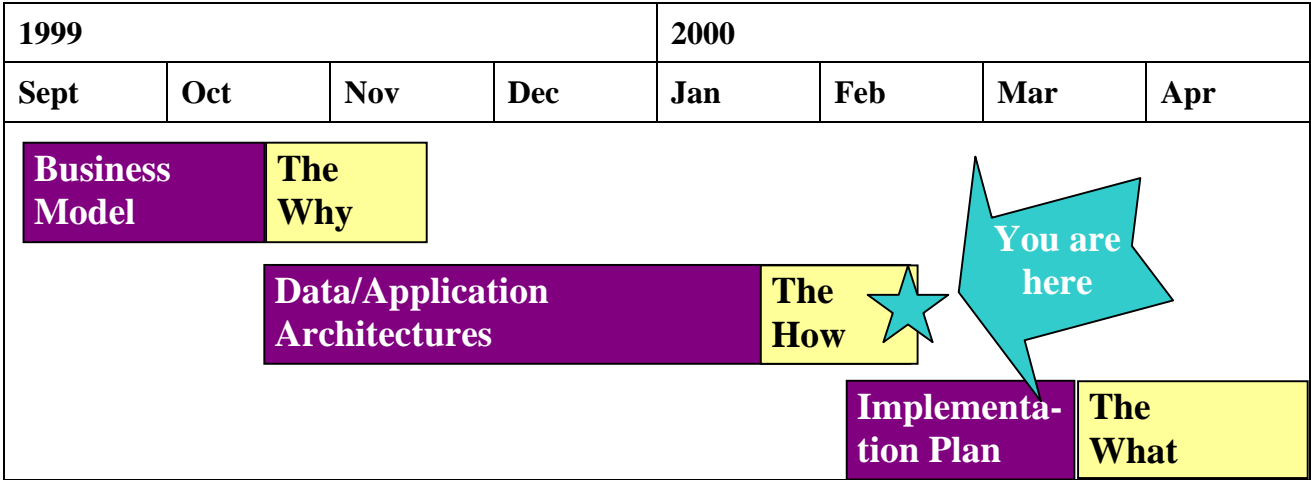 1999 2000
Sept Oct Nov Dec Jan Feb Mar Apr
Business
Model
The
Why
You are
here
Data/Application
Architectures
The
How
Implementa-
tion Plan
The
What